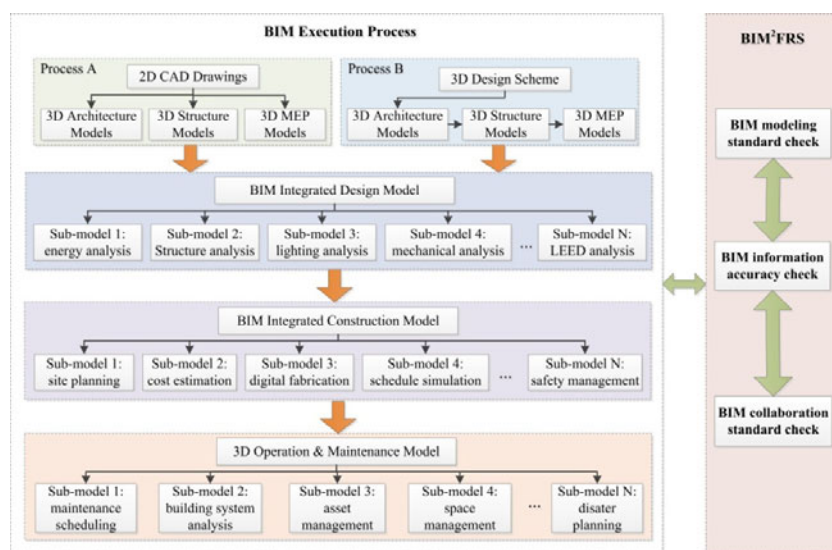 BIM Execution Process
Process A
2D CAD Drawings
3D Architecture
Models
3D Structure
Models
3D MEP
Models
Process B
3D Design Scheme
3D Architecture
Models
3D Structure
Models
3D MEP
Models
BIM Integrated Design Model
Sub-model 1:
energy analysis
Sub-model 2:
Structure analysis
Sub-model 3:
lighting analysis
Sub-model 4:
mechanical analysis
...
Sub-model N:
LEED analysis
BIM Integrated Construction Model
Sub-model 1:
site planning
Sub-model 2:
cost estimation
Sub-model 3:
digital fabrication
Sub-model 4:
schedule simulation
...
Sub-model N:
safety management
3D Operation & Maintenance Model
Sub-model 1:
maintenance
scheduling
Sub-model 2:
building system
analysis
Sub-model 3:
asset
management
Sub-model 4:
space
management
...
Sub-model N:
disater
planning
BIM²FRS
BIM modeling
standard check
BIM information
accuracy check
BIM collaboration
standard check